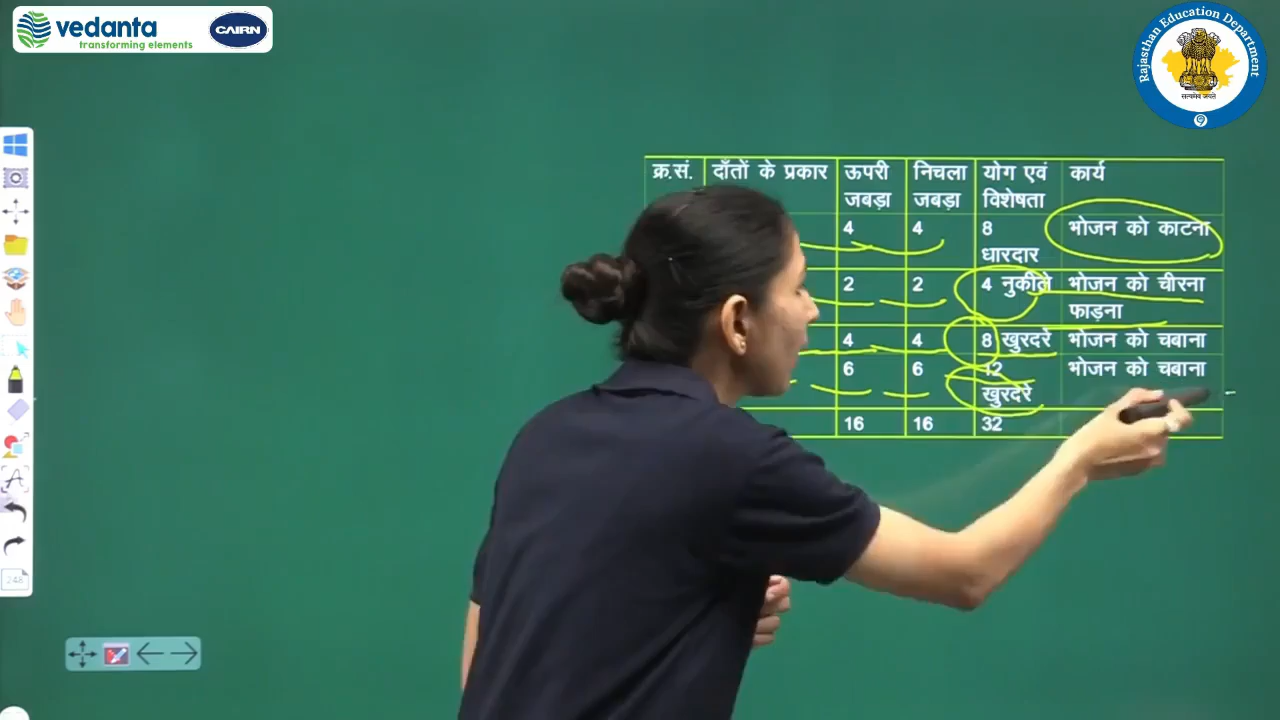 vedanta
transforming elements
CAIRN
Rajasthan Education Department
सत्यमेव जयते
क्र.सं. दाँतों के प्रकार ऊपरी जबड़ा निचला जबड़ा योग एवं विशेषता कार्य
4 4 8 धारदार भोजन को काटना
2 2 4 नुकीले भोजन को चीरना फाड़ना
4 4 8 खुरदरे भोजन को चबाना
6 6 12 खुरदरे भोजन को चबाना
16 16 32
248